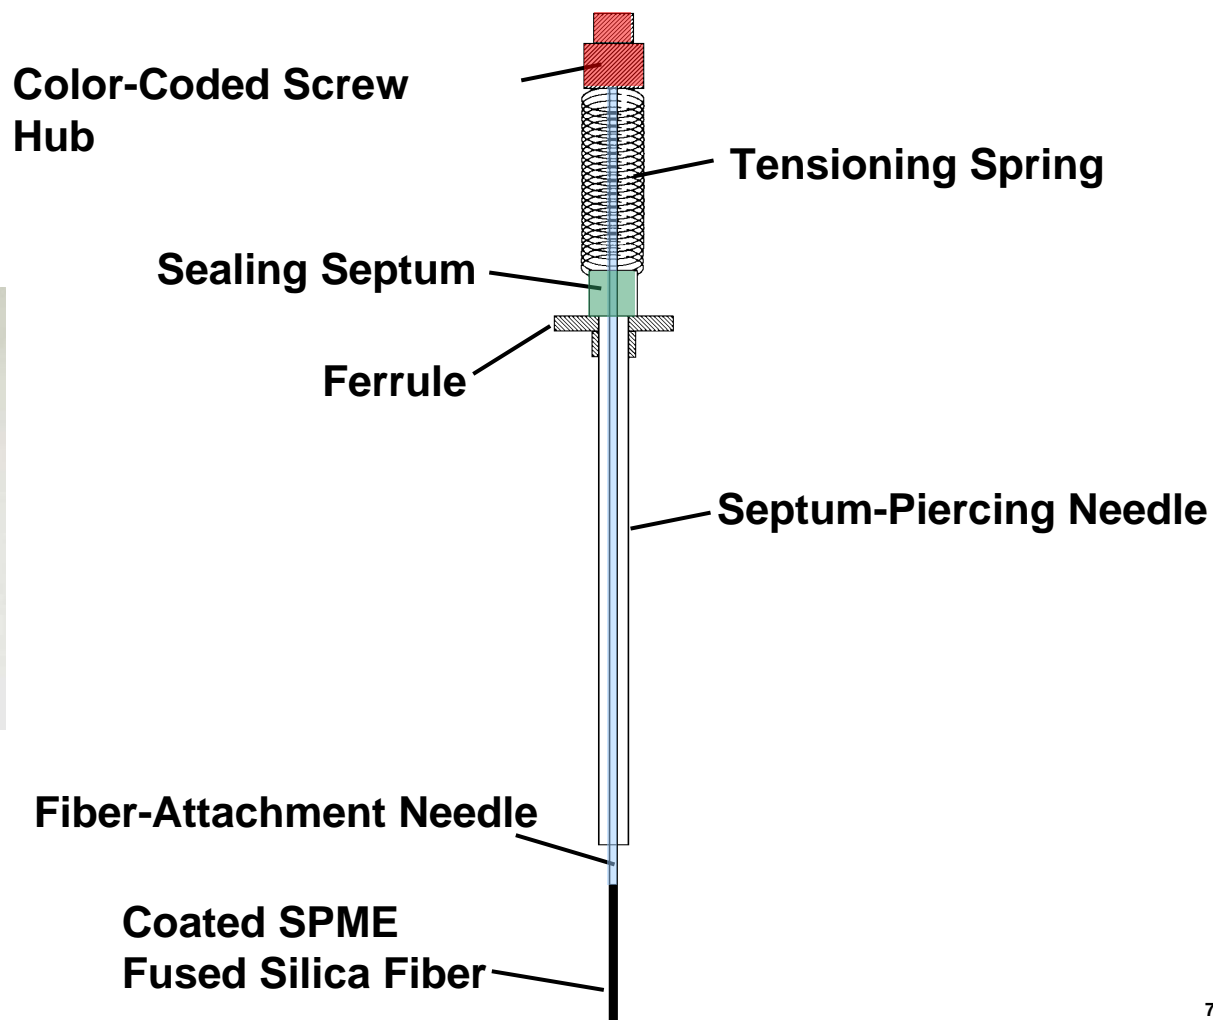 Color-Coded Screw
Hub
Tensioning Spring
Sealing Septum
Ferrule
Septum-Piercing Needle
Fiber-Attachment Needle
Coated SPME
Fused Silica Fiber
7